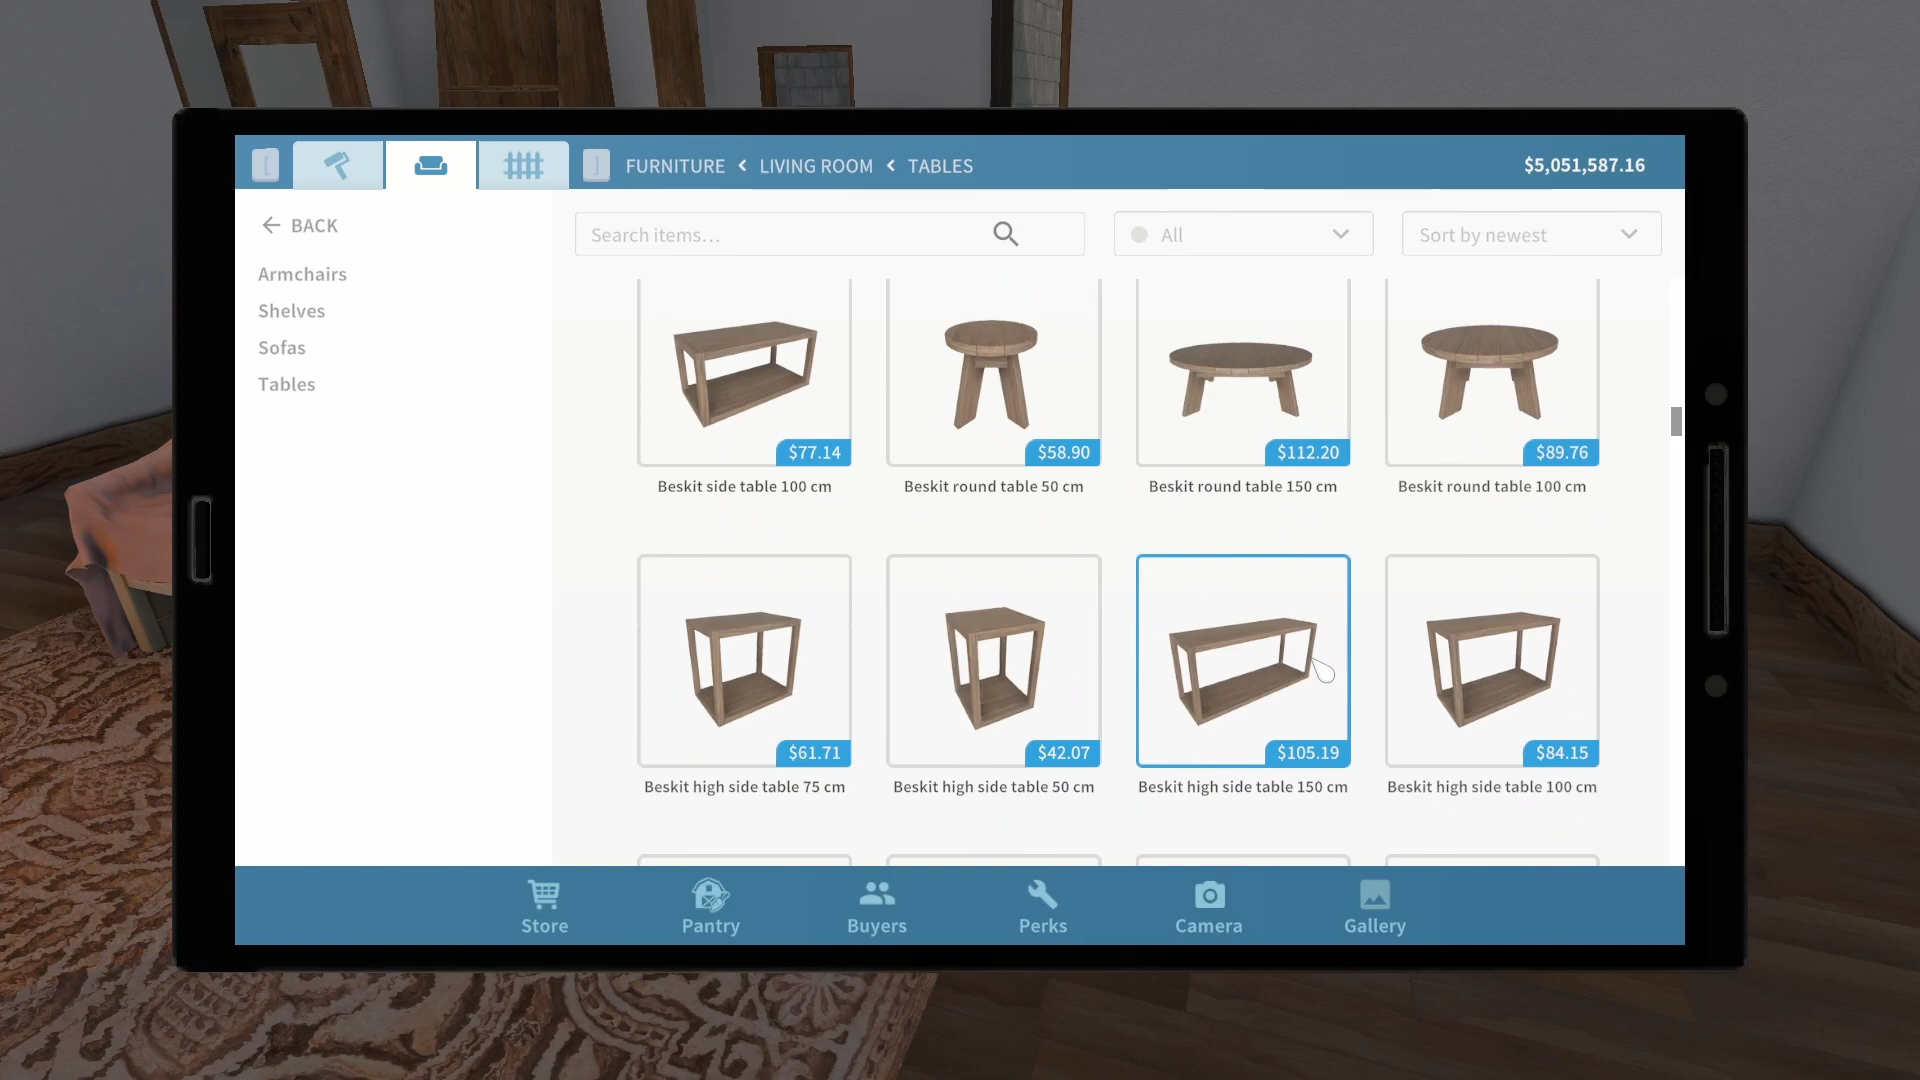 [
]
FURNITURE < LIVING ROOM < TABLES
$5,051,587.16
BACK
Armchairs
Shelves
Sofas
Tables
Search items...
All
Sort by newest
$77.14
$58.90
$112.20
$89.76
Beskit side table 100 cm
Beskit round table 50 cm
Beskit round table 150 cm
Beskit round table 100 cm
$61.71
$42.07
$105.19
$84.15
Beskit high side table 75 cm
Beskit high side table 50 cm
Beskit high side table 150 cm
Beskit high side table 100 cm
Store
Pantry
Buyers
Perks
Camera
Gallery